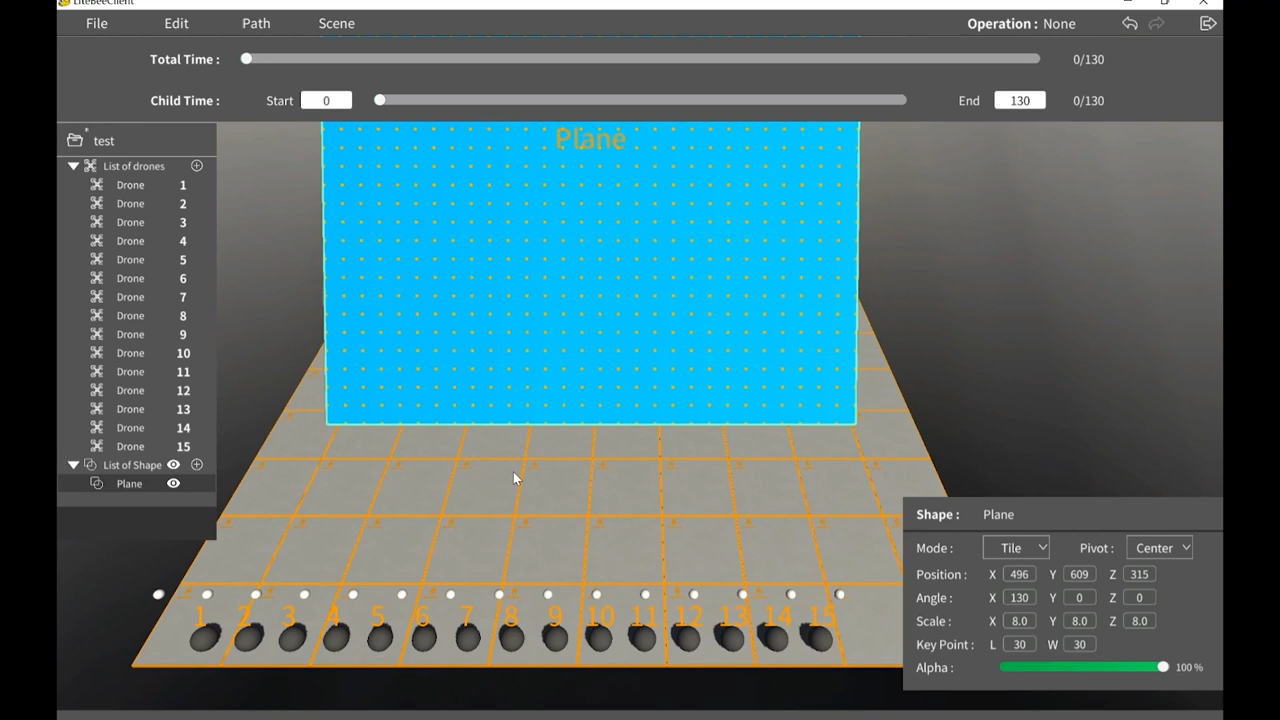 LiteBeeClient
File Edit Path Scene Operation : None
Total Time : 0/130
Child Time : Start 0 End 130 0/130
* test
List of drones
Drone 1
Drone 2
Drone 3
Drone 4
Drone 5
Drone 6
Drone 7
Drone 8
Drone 9
Drone 10
Drone 11
Drone 12
Drone 13
Drone 14
Drone 15
List of Shape
Plane
Plane
1 2 3 4 5 6 7 8 9 10 11 12 13 14 15
Shape : Plane
Mode : Tile Pivot : Center
Position : X 496 Y 609 Z 315
Angle : X 130 Y 0 Z 0
Scale : X 8.0 Y 8.0 Z 8.0
Key Point : L 30 W 30
Alpha : 100 %